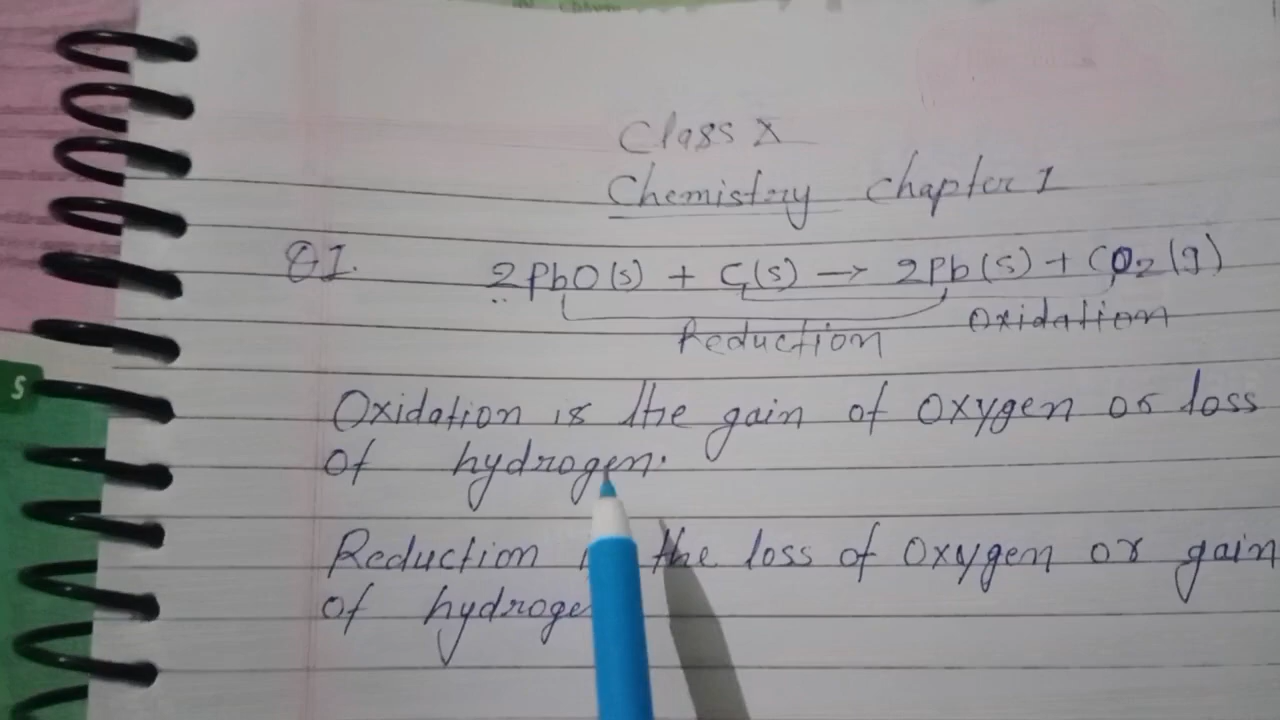 Class X
Chemistry Chapter 1
Q1. 2PbO(s) + C(s) → 2Pb(s) + CO2(g)
Reduction Oxidation
Oxidation is the gain of Oxygen or loss
of hydrogen.
Reduction the loss of Oxygen or gain
of hydroge
S